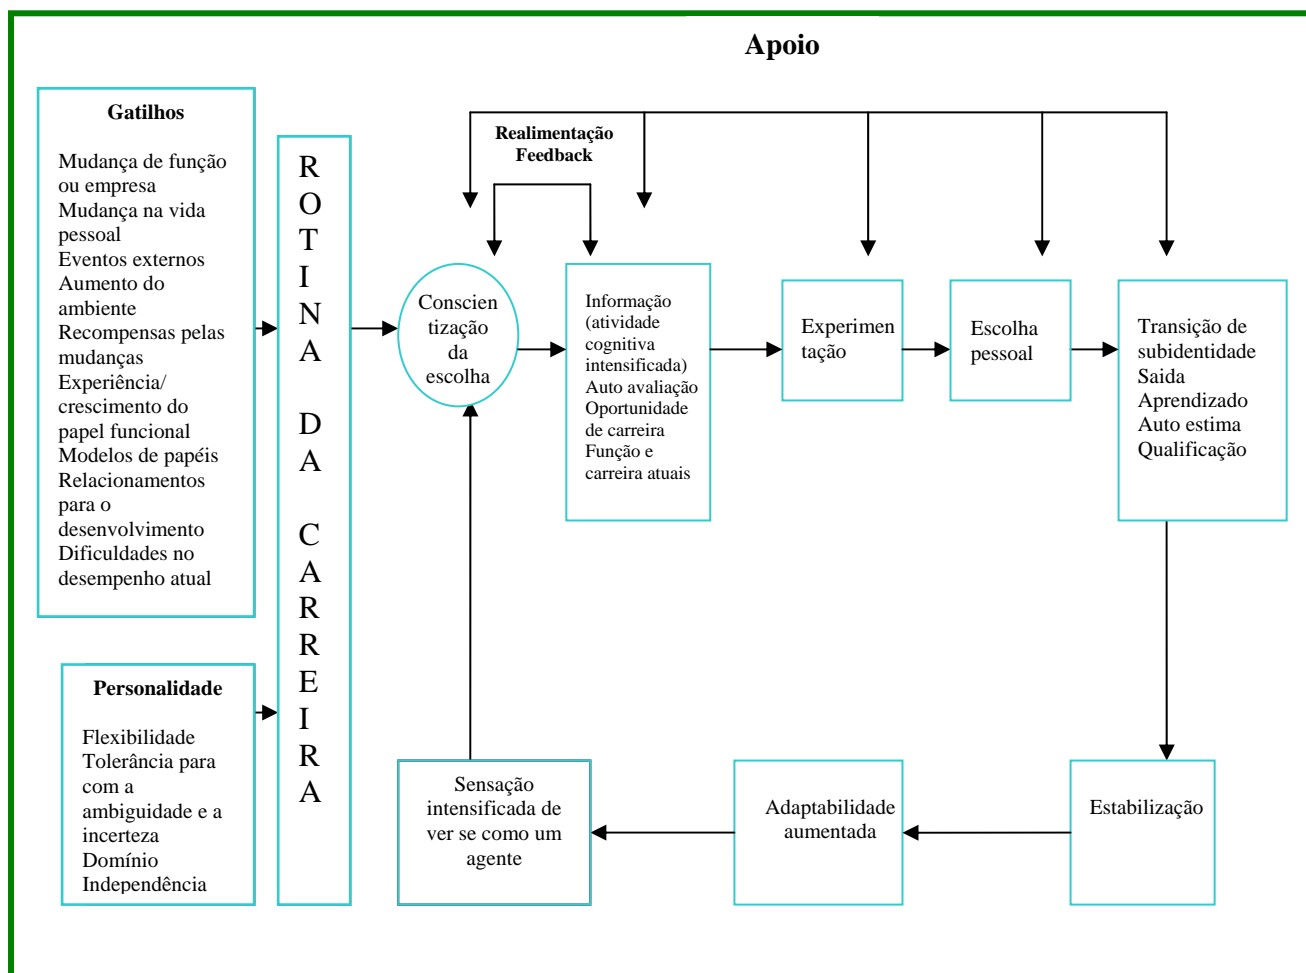 Apoio
Gatilhos
Mudança de função
ou empresa
Mudança na vida
pessoal
Eventos externos
Aumento do
ambiente
Recompensas pelas
mudanças
Experiência/
crescimento do
papel funcional
Modelos de papéis
Relacionamentos
para o
desenvolvimento
Dificuldades no
desempenho atual
Personalidade
Flexibilidade
Tolerância para
com a
ambiguidade e a
incerteza
Domínio
Independência
R
O
T
I
N
A
D
A
C
A
R
R
E
I
R
A
Realimentação
Feedback
Conscien
tização
da
escolha
Informação
(atividade
cognitiva
intensificada)
Auto avaliação
Oportunidade
de carreira
Função e
carreira atuais
Experimen
tação
Escolha
pessoal
Transição de
subidentidade
Saida
Aprendizado
Auto estima
Qualificação
Estabilização
Adaptabilidade
aumentada
Sensação
intensificada de
ver se como um
agente